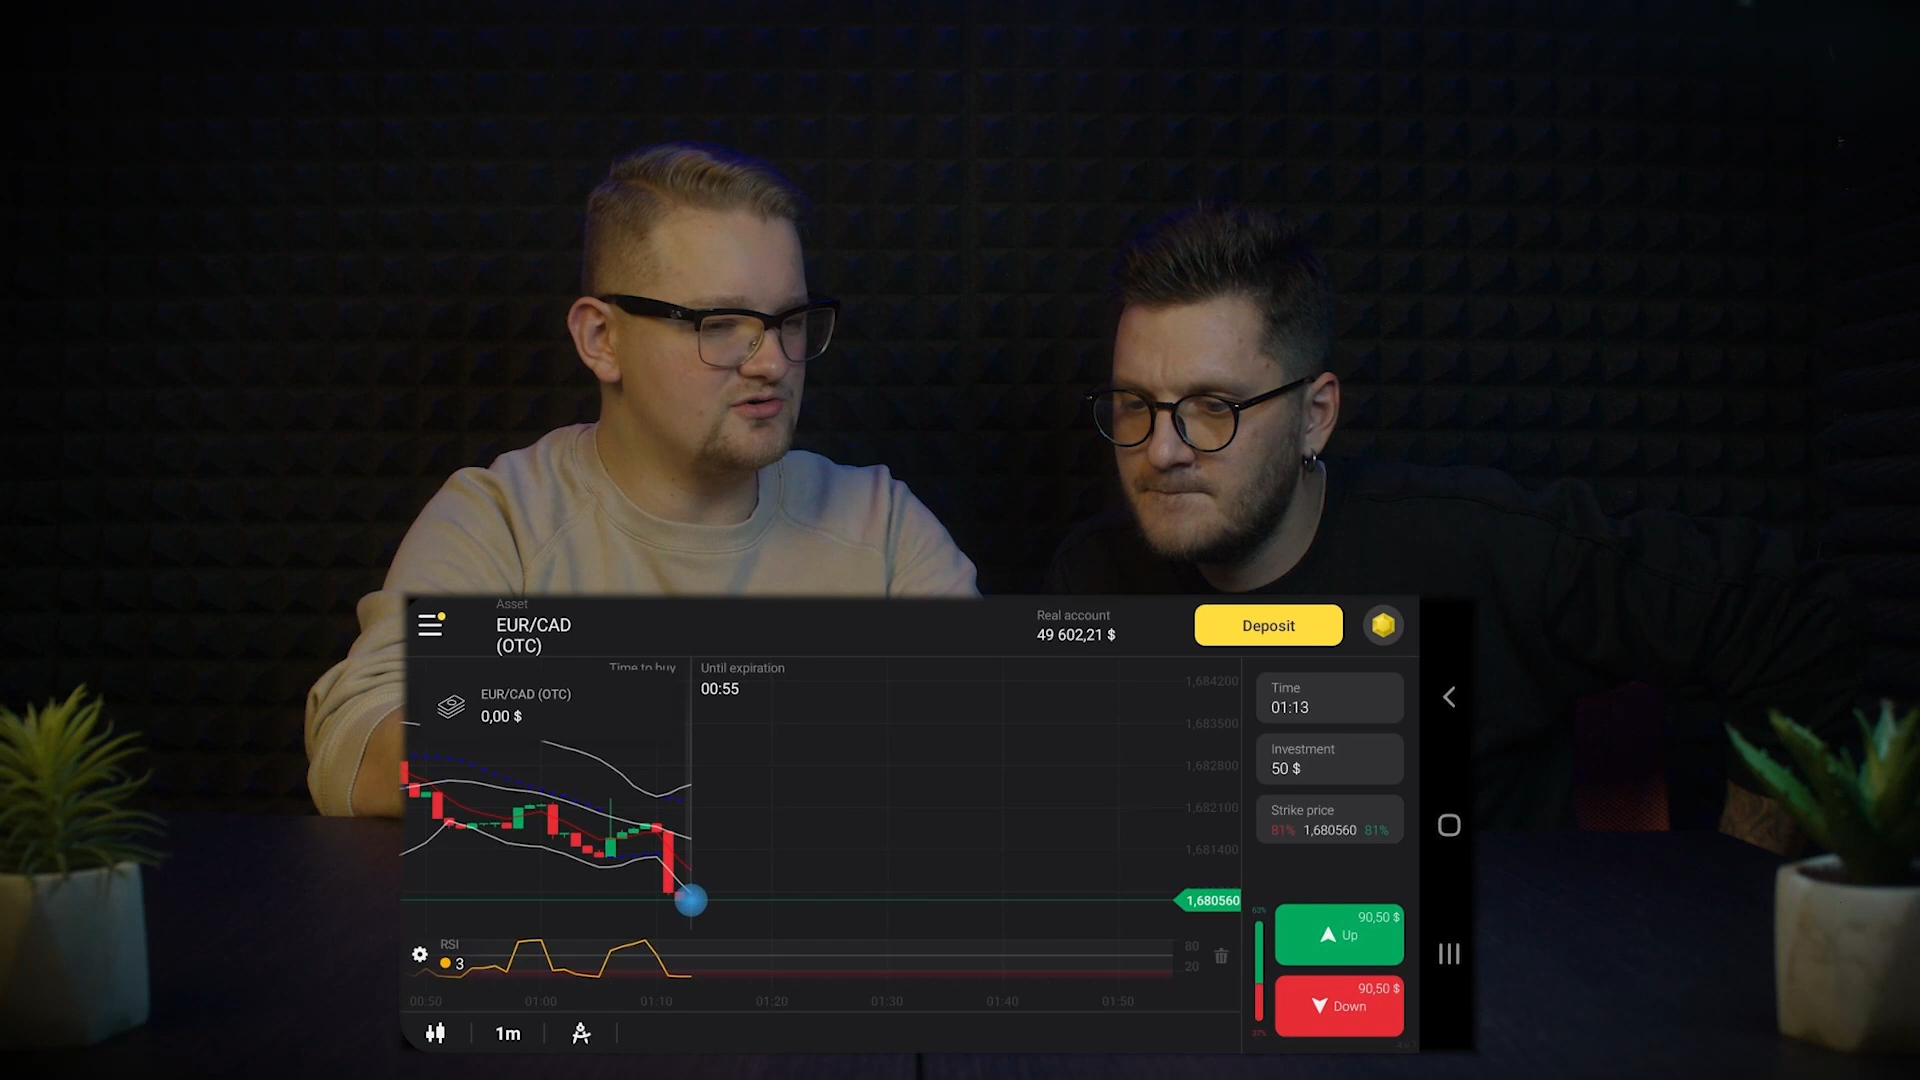 Asset
EUR/CAD
(OTC)
Real account
49 602,21 $
Deposit
Time to buy
Until expiration
00:55
EUR/CAD (OTC)
0,00 $
1,684200
1,683500
1,682800
1,682100
1,681400
1,680560
Time
01:13
Investment
50 $
Strike price
81% 1,680560 81%
63%
90,50 $
Up
90,50 $
Down
37%
RSI
3
80
20
00:50 01:00 01:10 01:20 01:30 01:40 01:50
1m